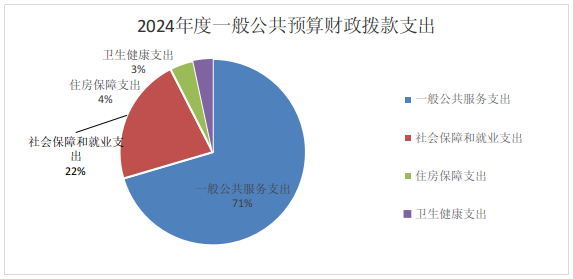 2024年度一般公共预算财政拨款支出
卫生健康支出
3%
住房保障支出
4%
社会保障和就业支
出
22%
一般公共服务支出
71%
一般公共服务支出
社会保障和就业支出
住房保障支出
卫生健康支出